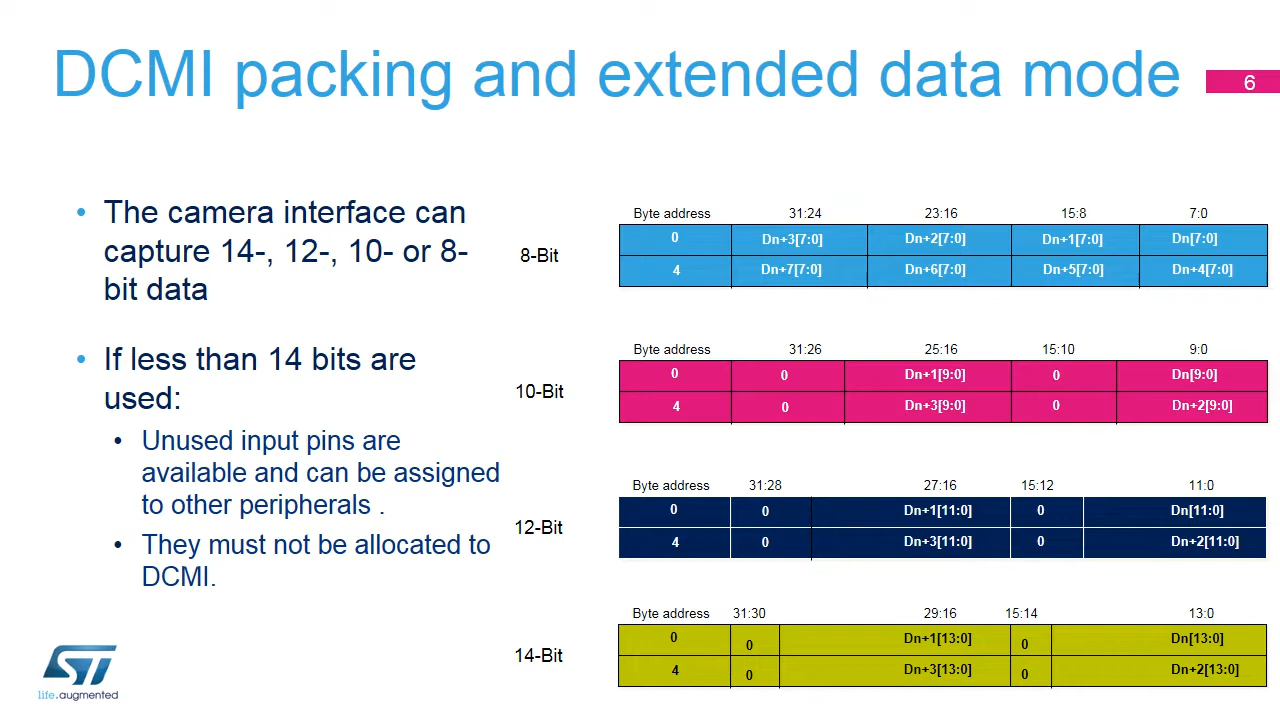 DCMI packing and extended data mode
6
• The camera interface can
capture 14-, 12-, 10- or 8-
bit data
• If less than 14 bits are
used:
• Unused input pins are
available and can be assigned
to other peripherals .
• They must not be allocated to
DCMI.
8-Bit
Byte address 31:24 23:16 15:8 7:0
0 Dn+3[7:0] Dn+2[7:0] Dn+1[7:0] Dn[7:0]
4 Dn+7[7:0] Dn+6[7:0] Dn+5[7:0] Dn+4[7:0]
10-Bit
Byte address 31:26 25:16 15:10 9:0
0 0 Dn+1[9:0] 0 Dn[9:0]
4 0 Dn+3[9:0] 0 Dn+2[9:0]
12-Bit
Byte address 31:28 27:16 15:12 11:0
0 0 Dn+1[11:0] 0 Dn[11:0]
4 0 Dn+3[11:0] 0 Dn+2[11:0]
14-Bit
Byte address 31:30 29:16 15:14 13:0
0 0 Dn+1[13:0] 0 Dn[13:0]
4 0 Dn+3[13:0] 0 Dn+2[13:0]
ST
life.augmented